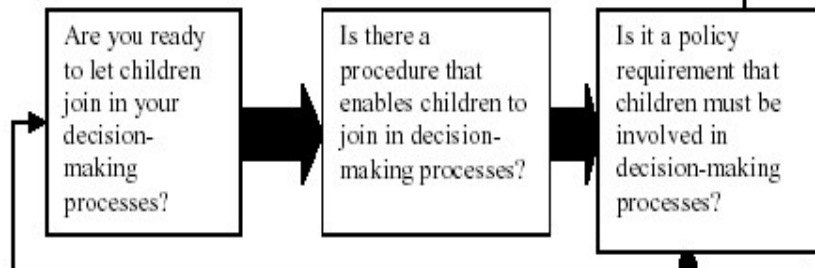 Are you ready
to let children
join in your
decision-
making
processes?
Is there a
procedure that
enables children to
join in decision-
making processes?
Is it a policy
requirement that
children must be
involved in
decision-making
processes?